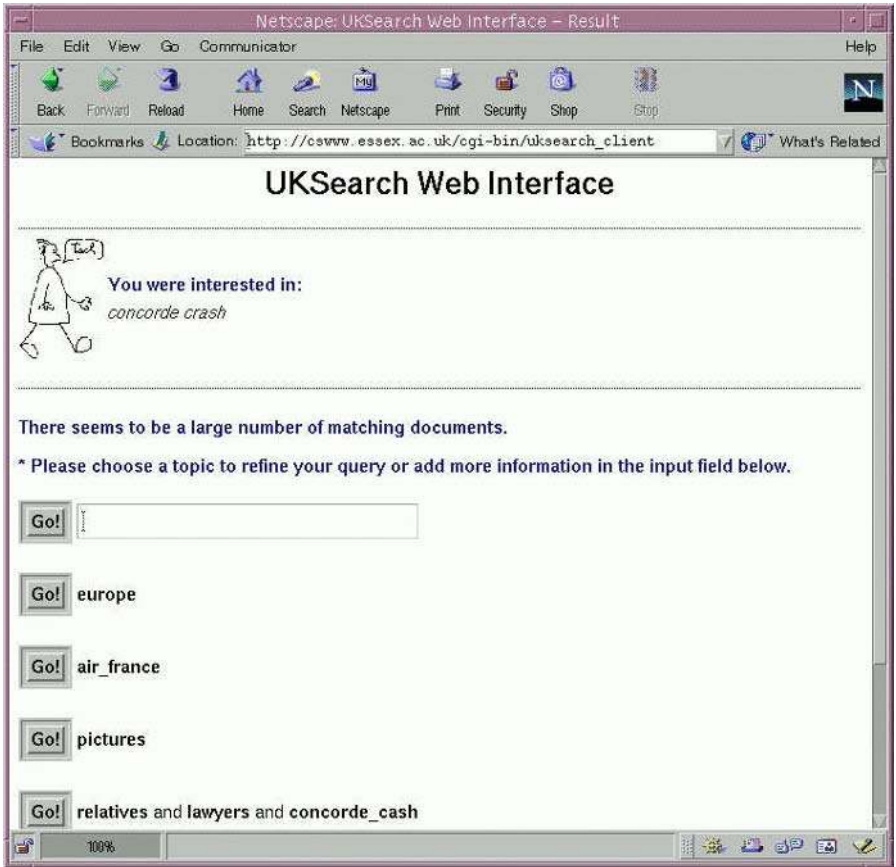 Netscape: UKSearch Web Interface – Result
File Edit View Go Communicator Help
Back Forward Reload Home Search Netscape Print Security Shop Stop
My
N
Bookmarks Location: http://cswww.essex.ac.uk/cgi-bin/uksearch_client What's Related
UKSearch Web Interface
You were interested in:
concorde crash
There seems to be a large number of matching documents.
* Please choose a topic to refine your query or add more information in the input field below.
Go!
Go! europe
Go! air_france
Go! pictures
Go! relatives and lawyers and concorde_cash
100%